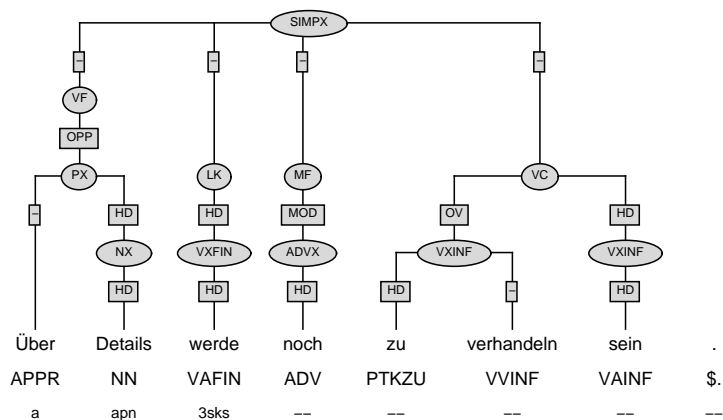 SIMPX
– – – –
VF
OPP
PX LK MF VC
– HD HD MOD OV HD
NX VXFIN ADVX VXINF VXINF
HD HD HD HD – HD
Über Details werde noch zu verhandeln sein .
APPR NN VAFIN ADV PTKZU VVINF VAINF $.
a apn 3sks –– –– –– –– ––